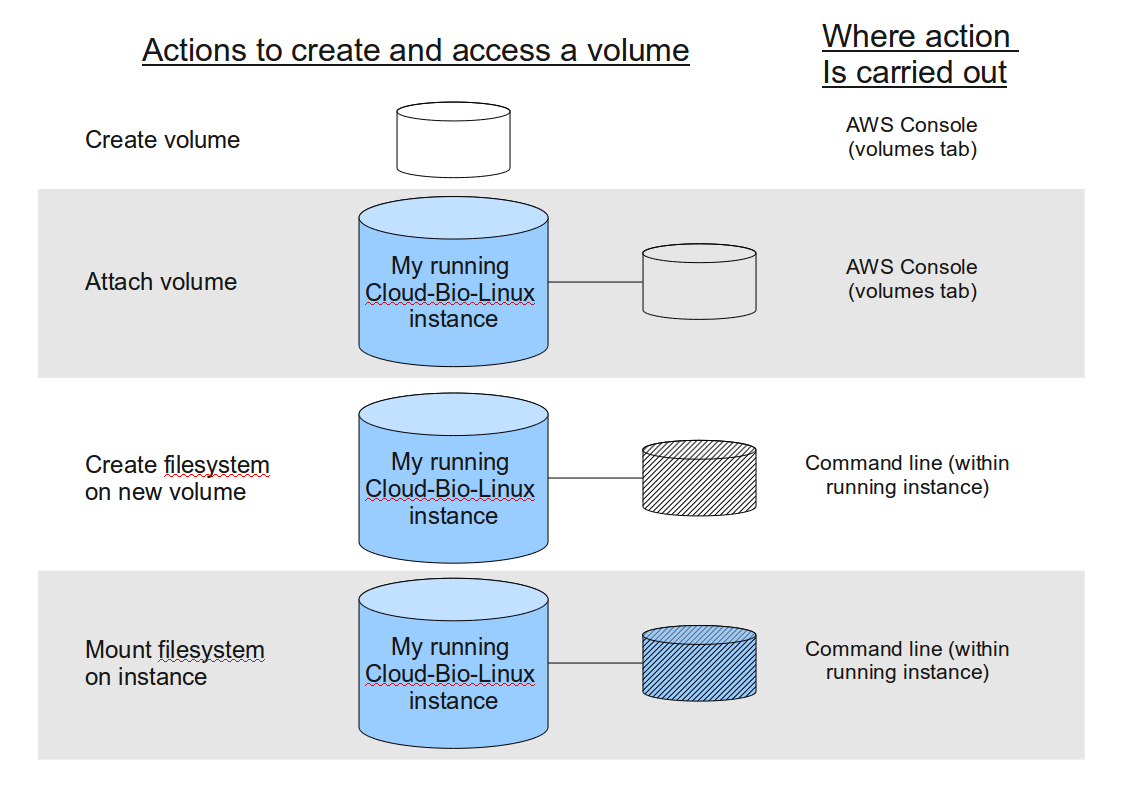 Actions to create and access a volume
Where action
Is carried out
Create volume
AWS Console
(volumes tab)
Attach volume
My running
Cloud-Bio-Linux
instance
AWS Console
(volumes tab)
Create filesystem
on new volume
My running
Cloud-Bio-Linux
instance
Command line (within
running instance)
Mount filesystem
on instance
My running
Cloud-Bio-Linux
instance
Command line (within
running instance)